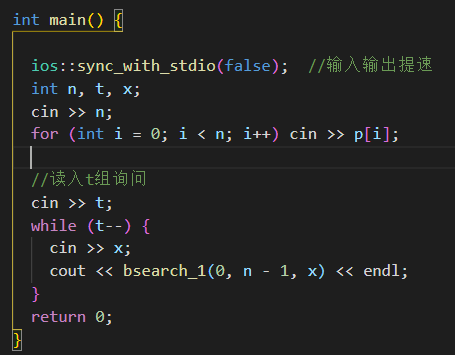 int main() {
ios::sync_with_stdio(false);  //输入输出提速
int n, t, x;
cin >> n;
for (int i = 0; i < n; i++) cin >> p[i];
//读入t组询问
cin >> t;
while (t--) {
cin >> x;
cout << bsearch_1(0, n - 1, x) << endl;
}
return 0;
}